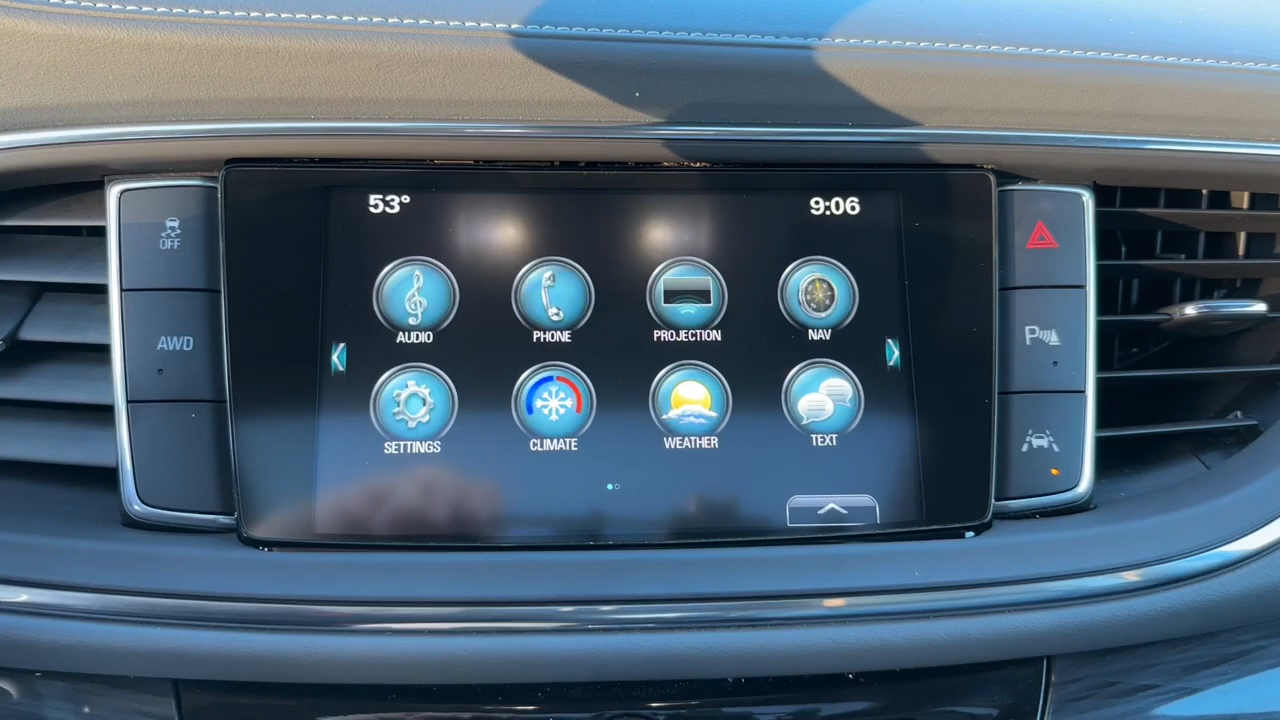 53° 9:06
OFF
AUDIO PHONE PROJECTION NAV
AWD
P
SETTINGS CLIMATE WEATHER TEXT